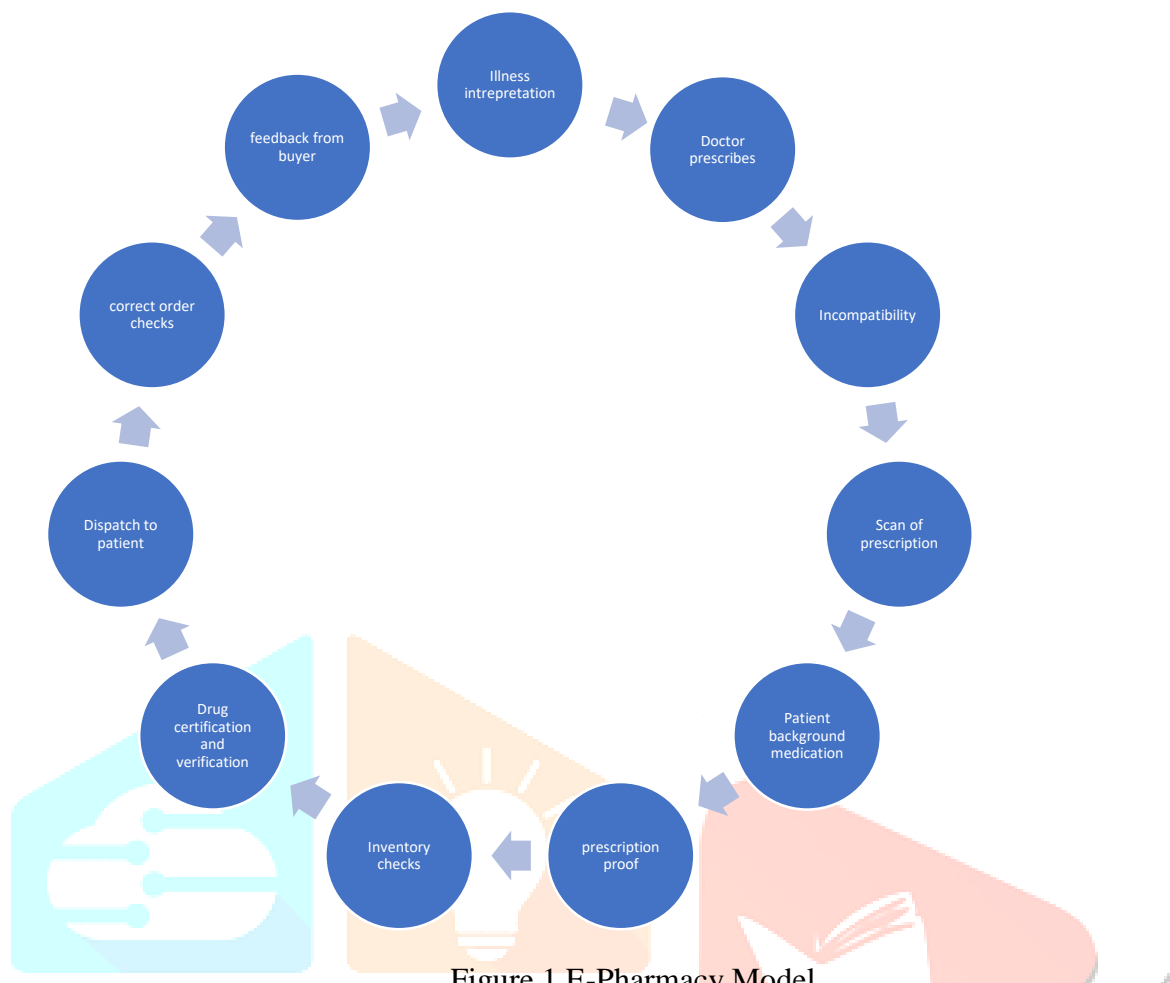 Illness
intrepretation
Doctor
prescribes
Incompatibility
Scan of
prescription
Patient
background
medication
prescription
proof
Inventory
checks
Drug
certification
and
verification
Dispatch to
patient
correct order
checks
feedback from
buyer
Figure 1 E-Pharmacy Model